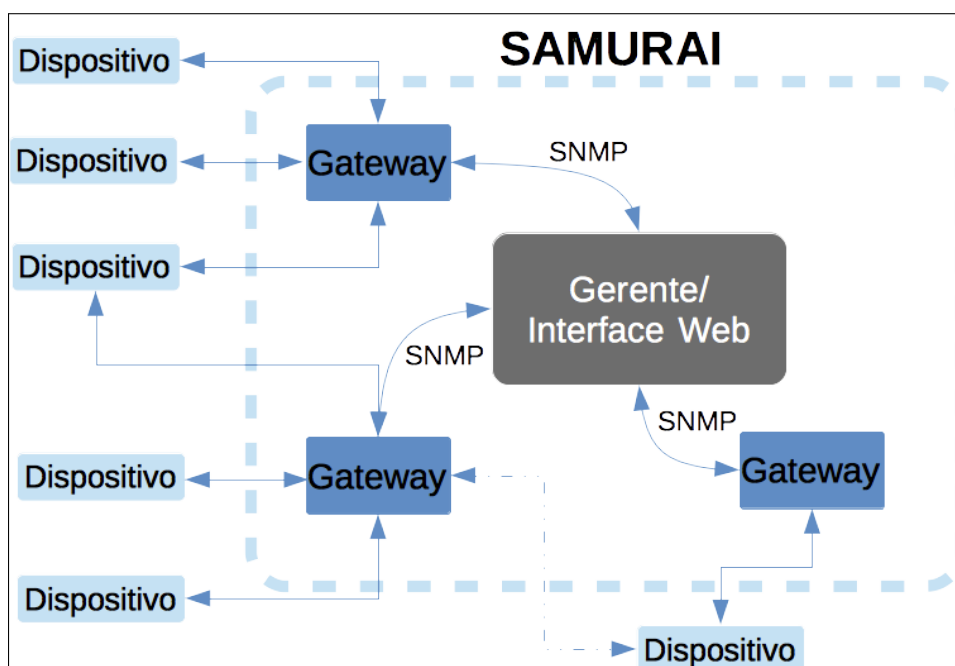 SAMURAI
Dispositivo
Gateway
SNMP
Dispositivo
Dispositivo
Gerente/
Interface Web
SNMP
SNMP
Gateway
Gateway
Dispositivo
Dispositivo
Dispositivo